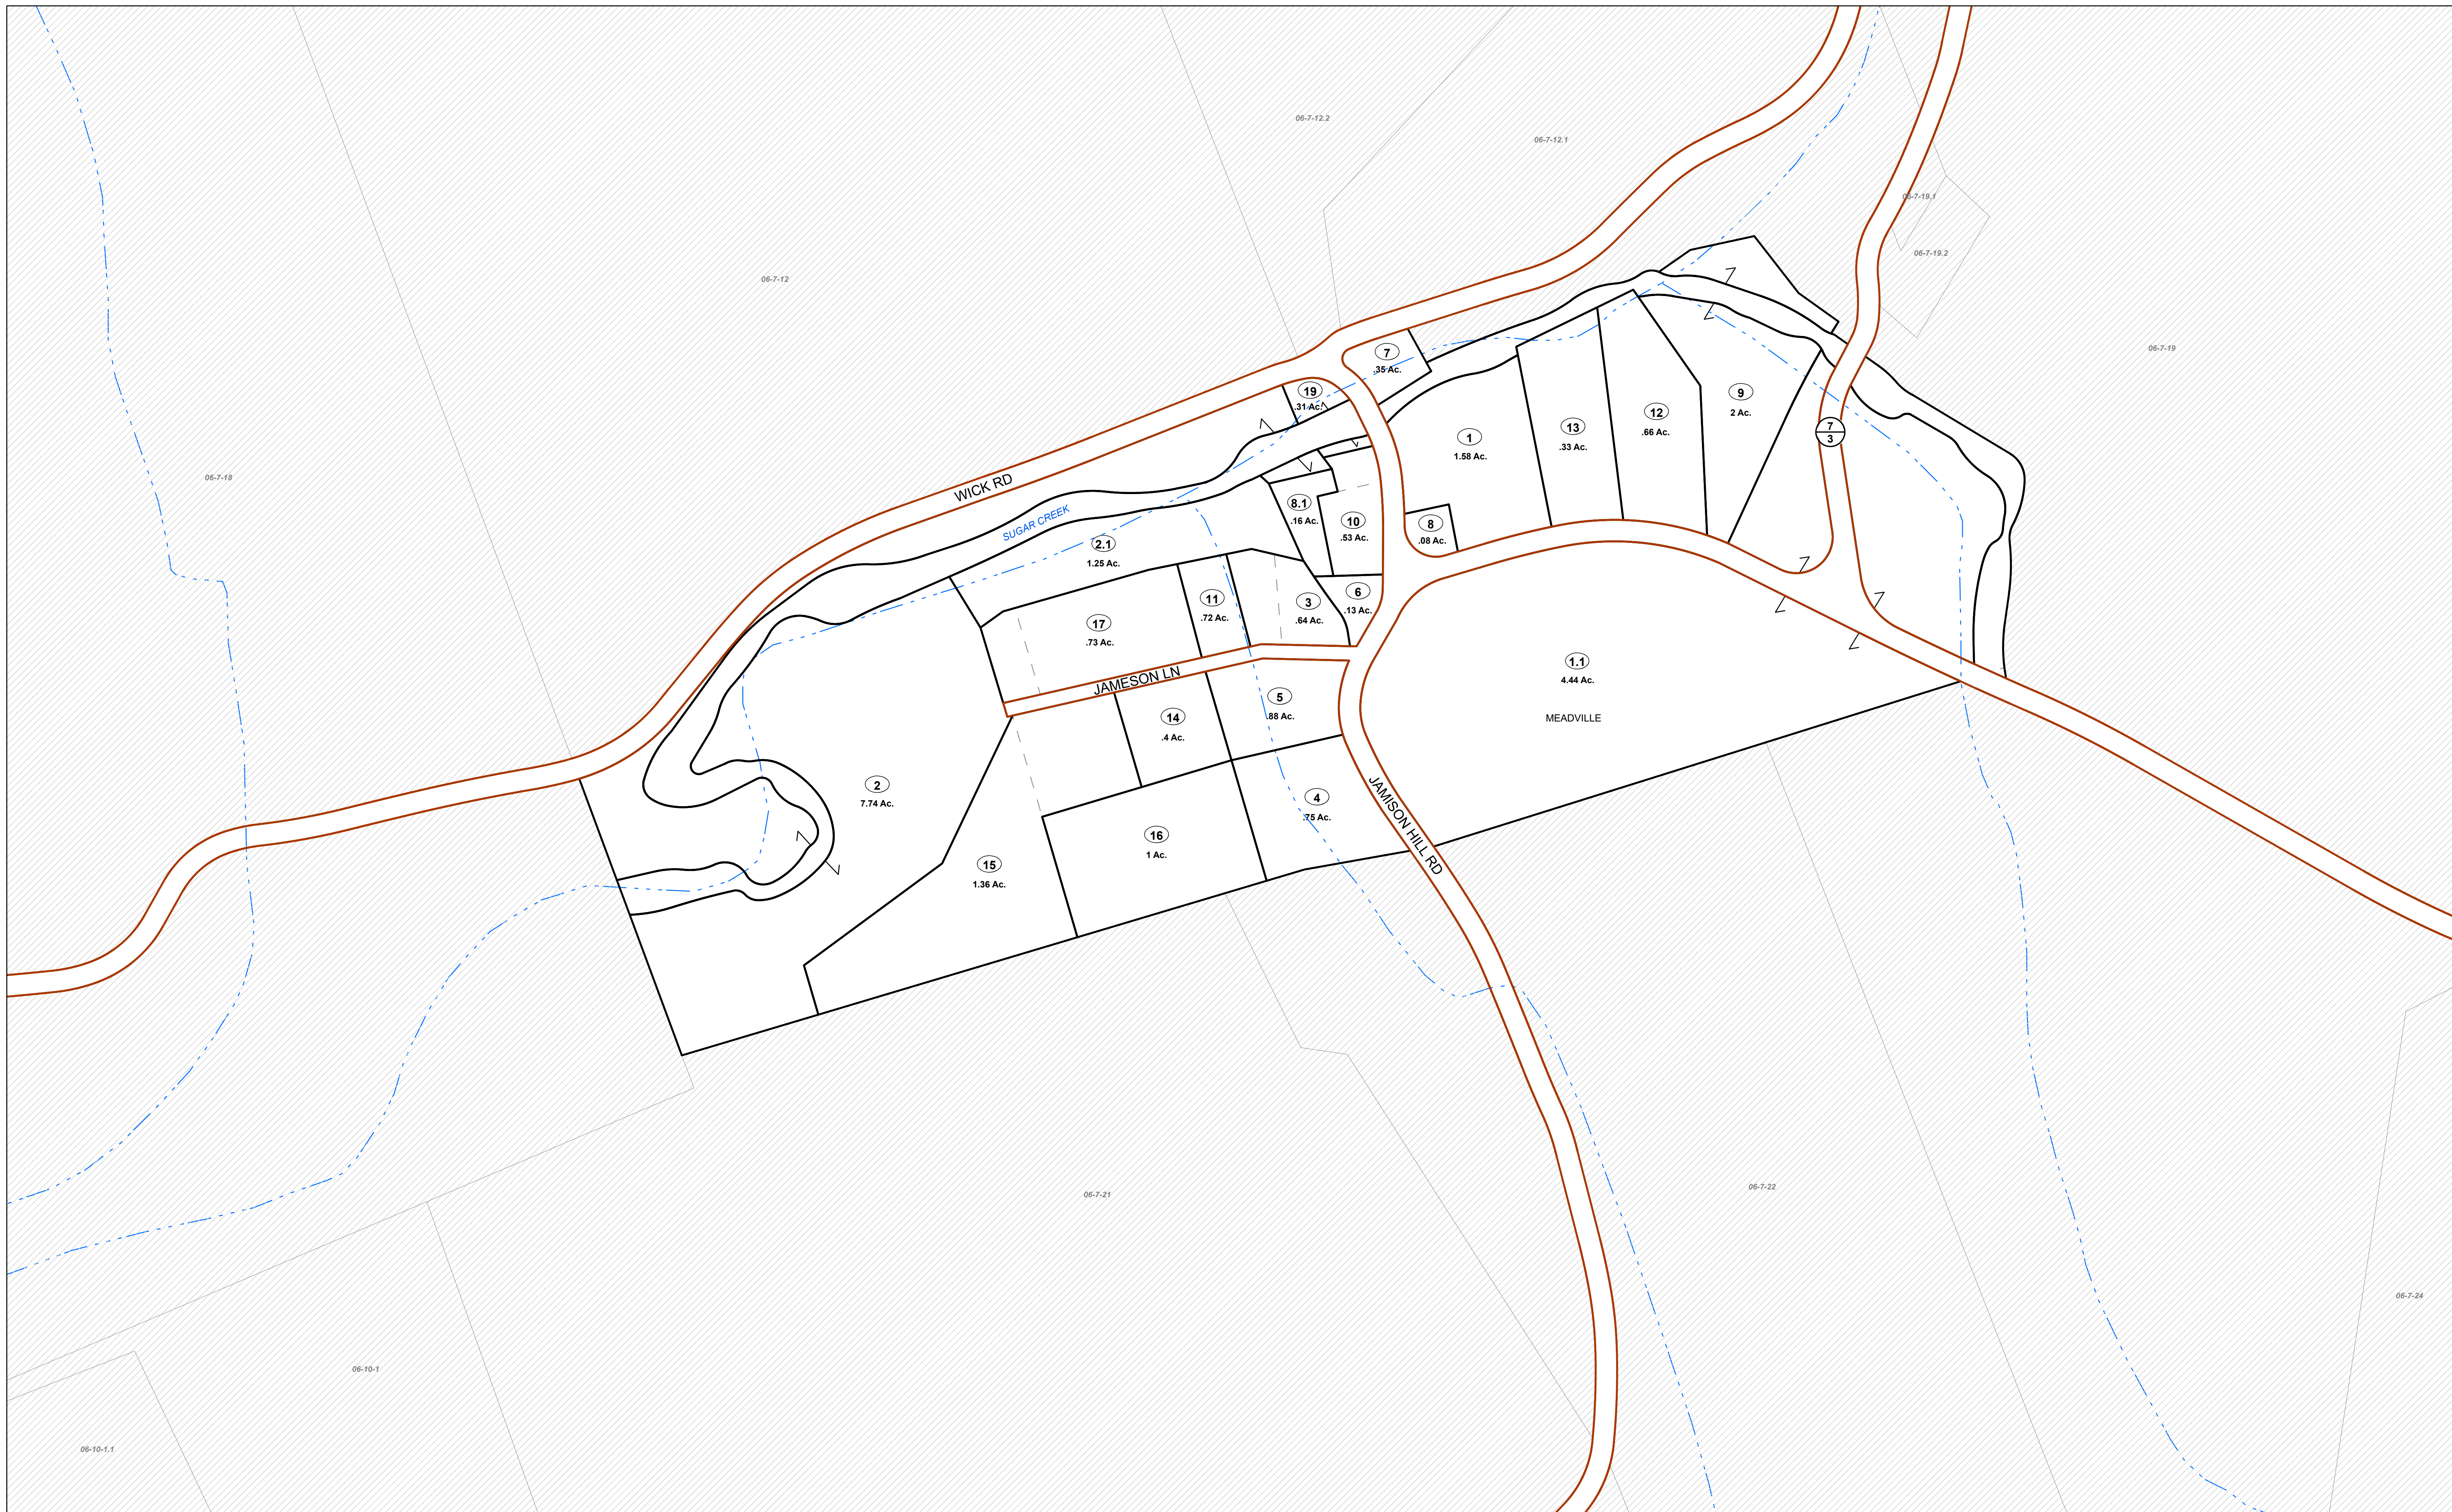 06-7-12.2
06-7-12.1
06-7-19.1
06-7-19.2
06-7-12
06-7-19
7
.35 Ac.
19
.31 Ac.
9
2 Ac.
12
.66 Ac.
13
.33 Ac.
1
1.58 Ac.
7
3
06-7-18
WICK RD
SUGAR CREEK
8.1
.16 Ac.
10
.53 Ac.
8
.08 Ac.
2.1
1.25 Ac.
11
.72 Ac.
3
.64 Ac.
6
.13 Ac.
17
.73 Ac.
JAMESON LN
1.1
4.44 Ac.
MEADVILLE
5
.88 Ac.
14
.4 Ac.
2
7.74 Ac.
4
.75 Ac.
JAMISON HILL RD
16
1 Ac.
15
1.36 Ac.
06-7-21
06-7-22
06-7-24
06-10-1
06-10-1.1